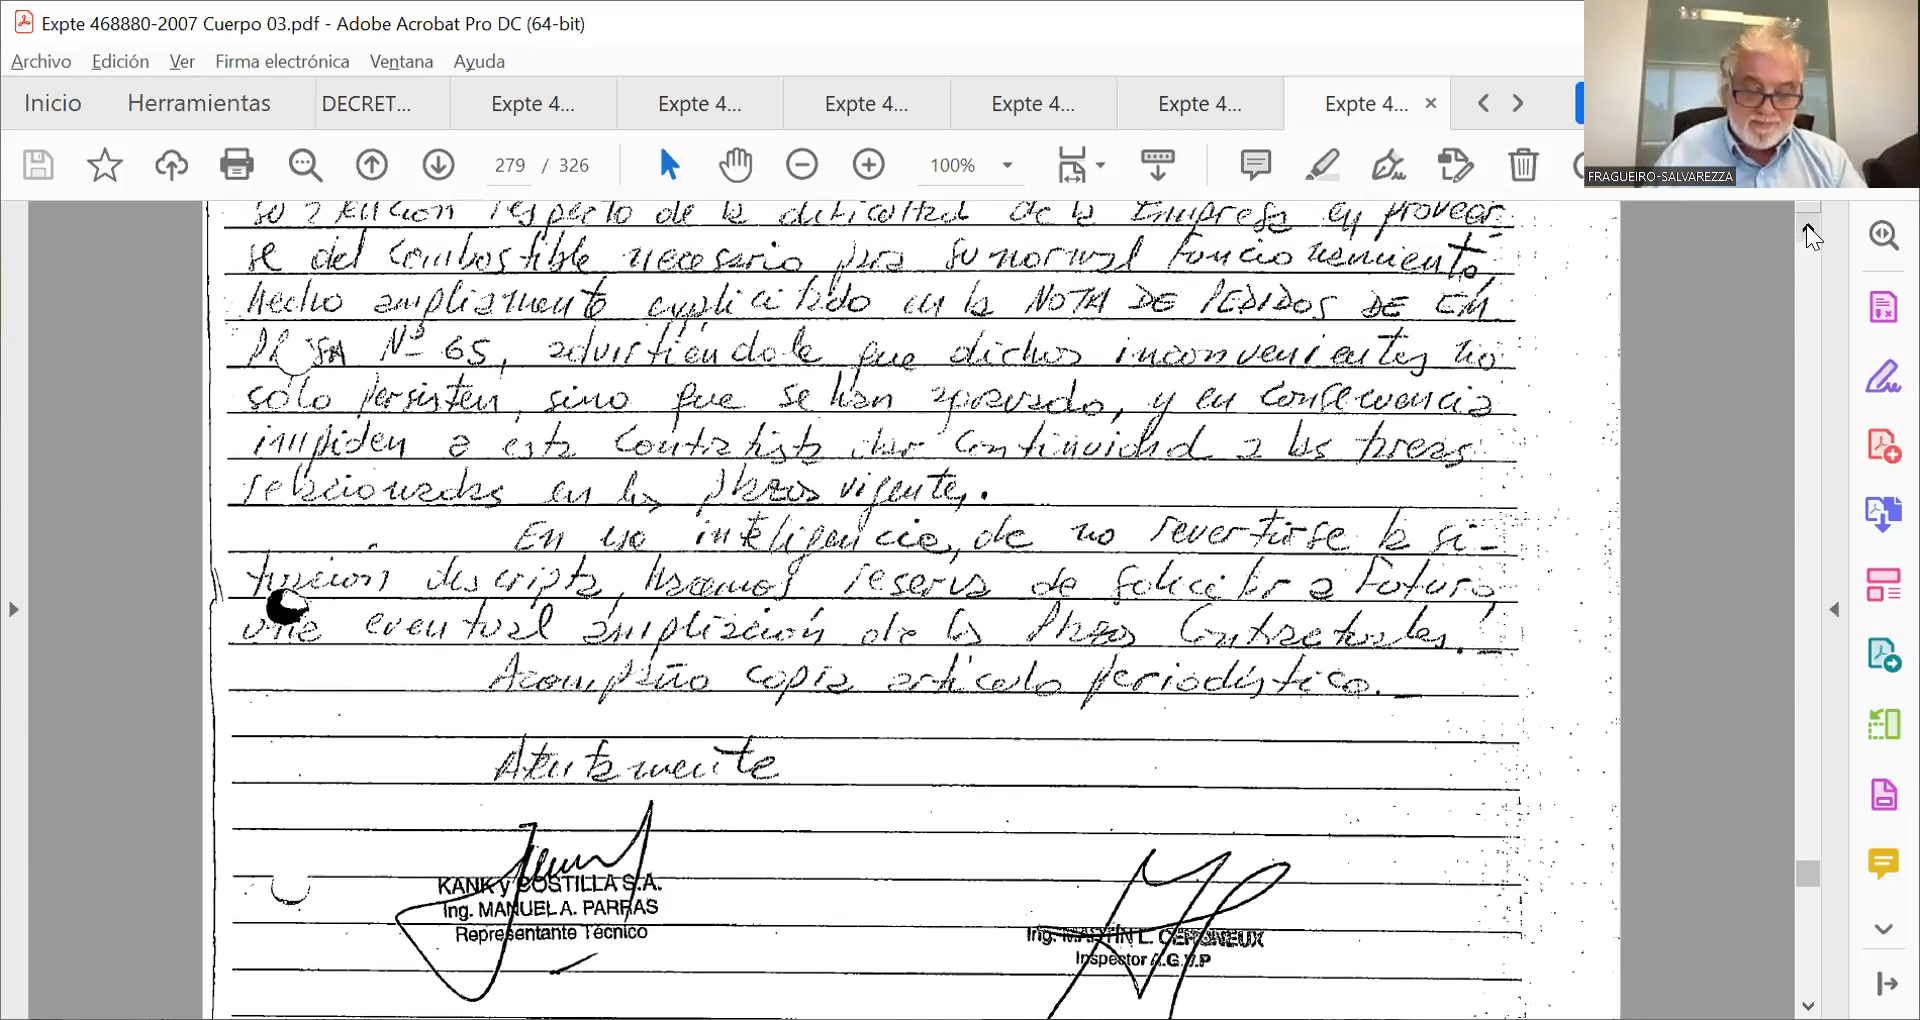 Expte 468880-2007 Cuerpo 03.pdf - Adobe Acrobat Pro DC (64-bit)
Archivo Edición Ver Firma electrónica Ventana Ayuda
Inicio Herramientas DECRET... Expte 4... Expte 4... Expte 4... Expte 4... Expte 4... Expte 4...
279 / 326 100%
FRAGUEIRO-SALVAREZZA
respecto de la dificultad de la Empresa en provear
se del combustible necesario para su normal funcionamiento,
hecho ampliamente explicitado en la NOTA DE PEDIDOS DE EM
PRESA Nº 65, advirtiéndole que dichos inconvenientes no
sólo persisten, sino que se han agravado, y en consecuencia
impiden a esta Contratista dar continuidad a las tareas
relacionadas en los plazos vigentes.
En esa inteligencia, de no revertirse la si-
tuación descripta, hacemos reserva de solicitar a futuro,
una eventual ampliación de los Plazos Contractuales.-
Acompaño copia artículo periodístico.-
Atentamente
KANK y COSTILLA S.A.
Ing. MANUEL A. PARRAS
Representante Técnico
Ing. MARTÍN L.
Inspector A.G.V.P